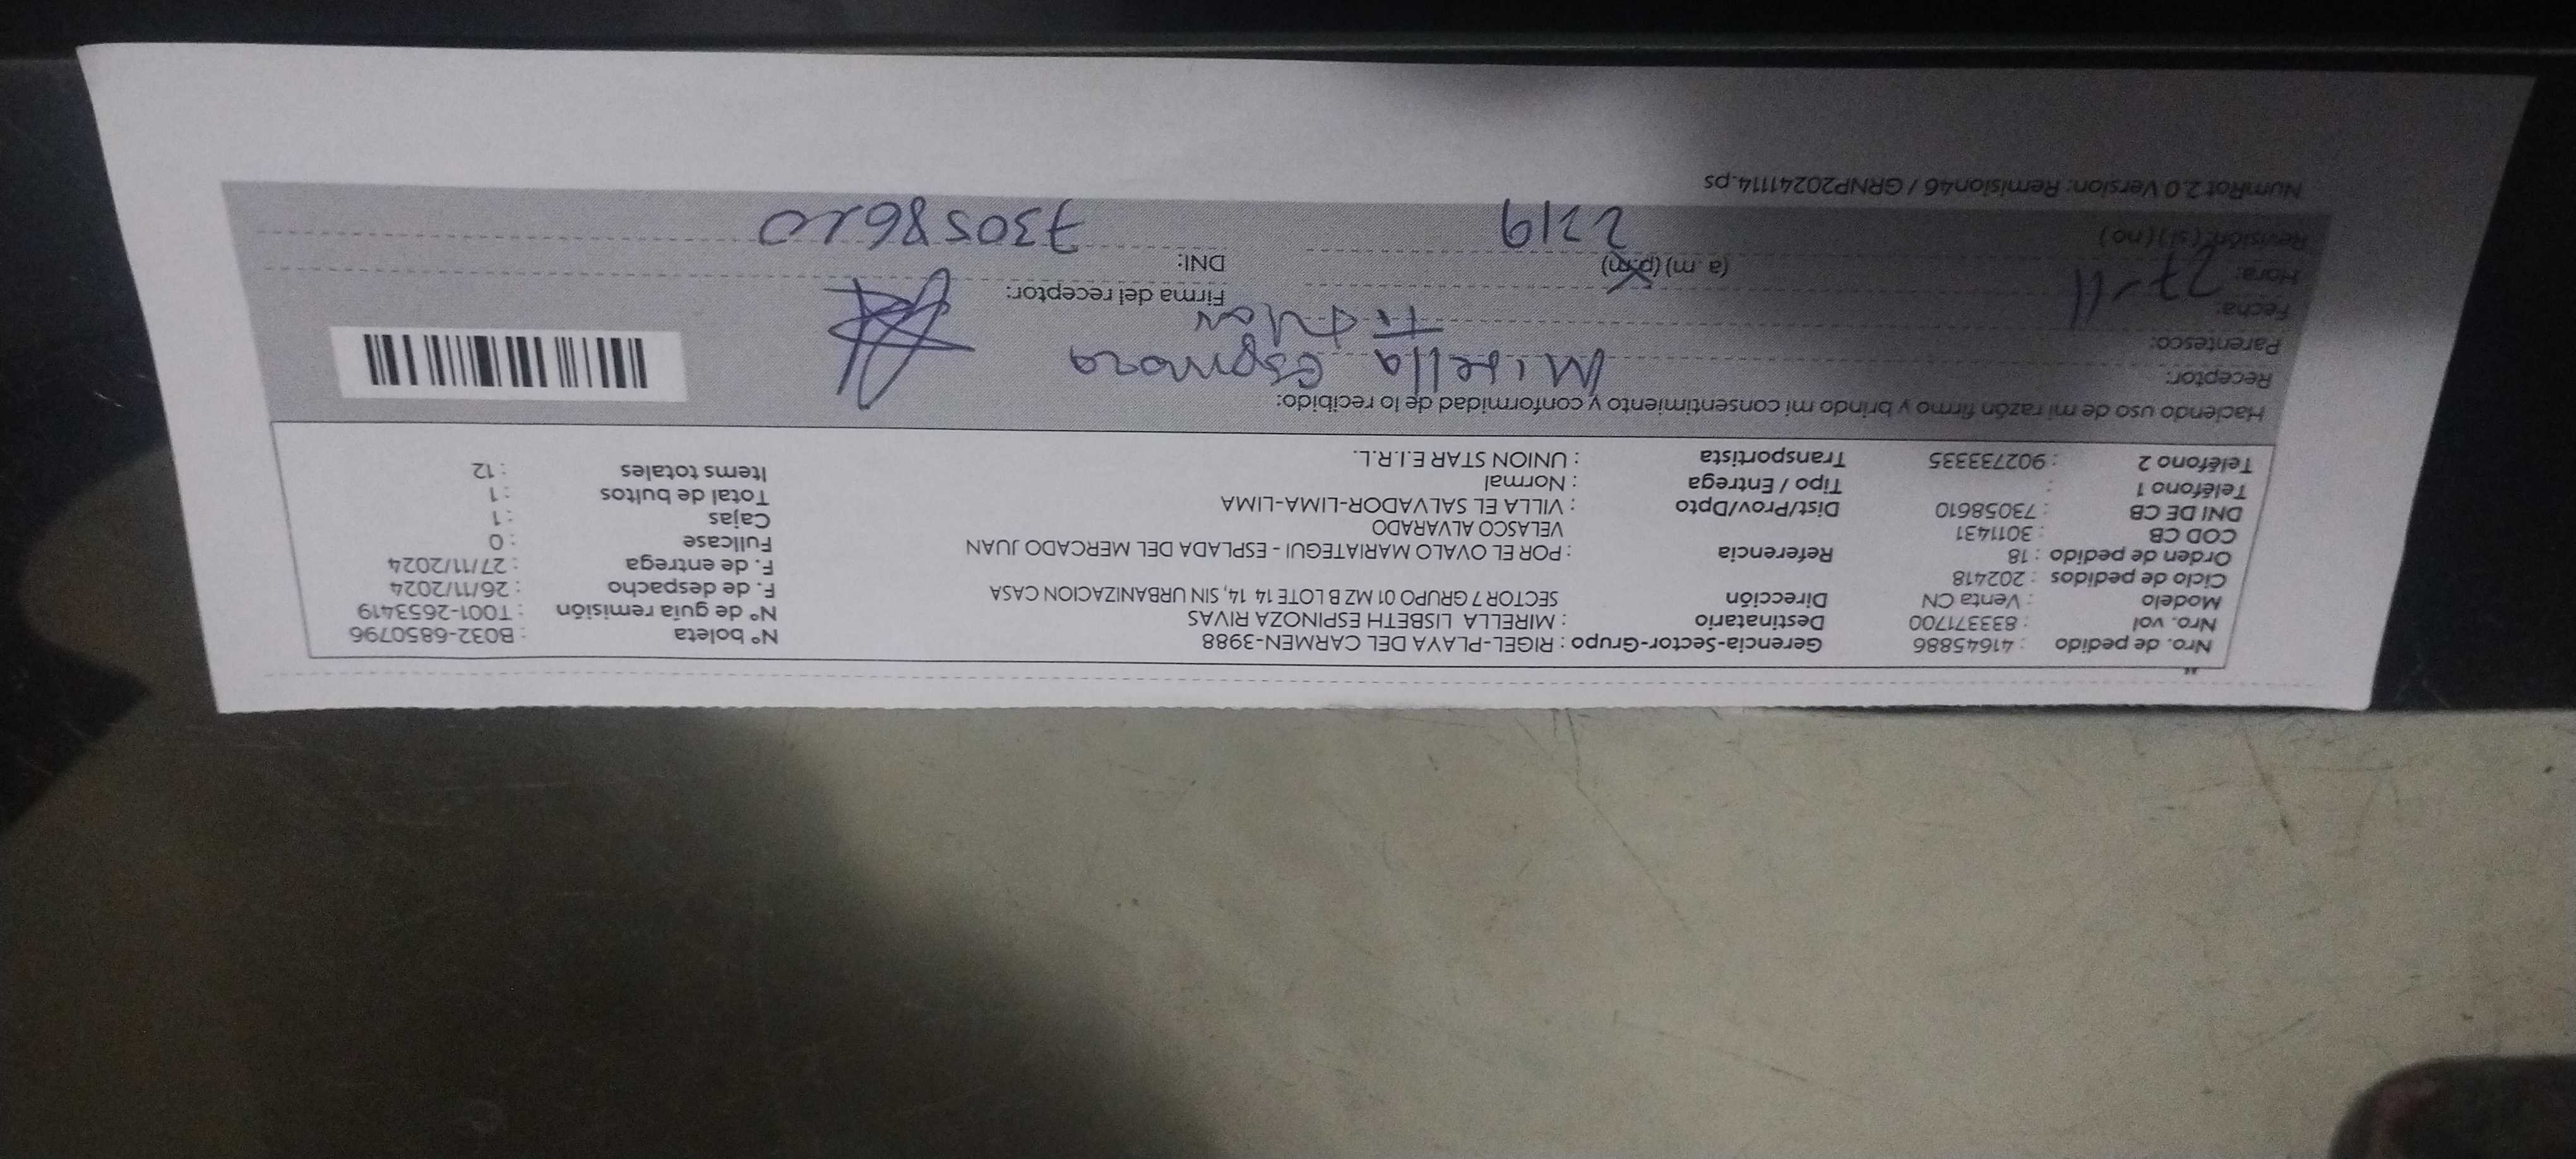 Nro. de pedido : 41645886 Gerencia-Sector-Grupo : RIGEL-PLAYA DEL CARMEN-3988 Nº boleta : B032-6850796
Nro. vol : 833371700 Destinatario : MIRELLA LISBETH ESPINOZA RIVAS Nº de guía remisión : T001-2653419
Modelo : Venta CN Dirección SECTOR 7 GRUPO 01 MZ B LOTE 14 14, SIN URBANIZACION CASA F. de despacho : 26/11/2024
Ciclo de pedidos : 202418 F. de entrega : 27/11/2024
Orden de pedido : 18 Referencia : POR EL OVALO MARIATEGUI - ESPLADA DEL MERCADO JUAN Fullcase : 0
COD CB : 3011431 VELASCO ALVARADO Cajas : 1
DNI DE CB : 73058610 Dist/Prov/Dpto : VILLA EL SALVADOR-LIMA-LIMA Total de bultos : 1
Teléfono 1 : Tipo / Entrega : Normal Items totales : 12
Teléfono 2 : 902733335 Transportista : UNION STAR E.I.R.L.
Haciendo uso de mi razón firmo y brindo mi consentimiento y conformidad de lo recibido:
Receptor: Mirella Espinoza
Parentesco:
Fecha: 27-11 Firma del receptor:
Hora: (a. m) (p.m) DNI: 73058610
Revisión: (si) (no) 2219
NumRot 2.0 Version: Remision46 / GRNP20241114.ps